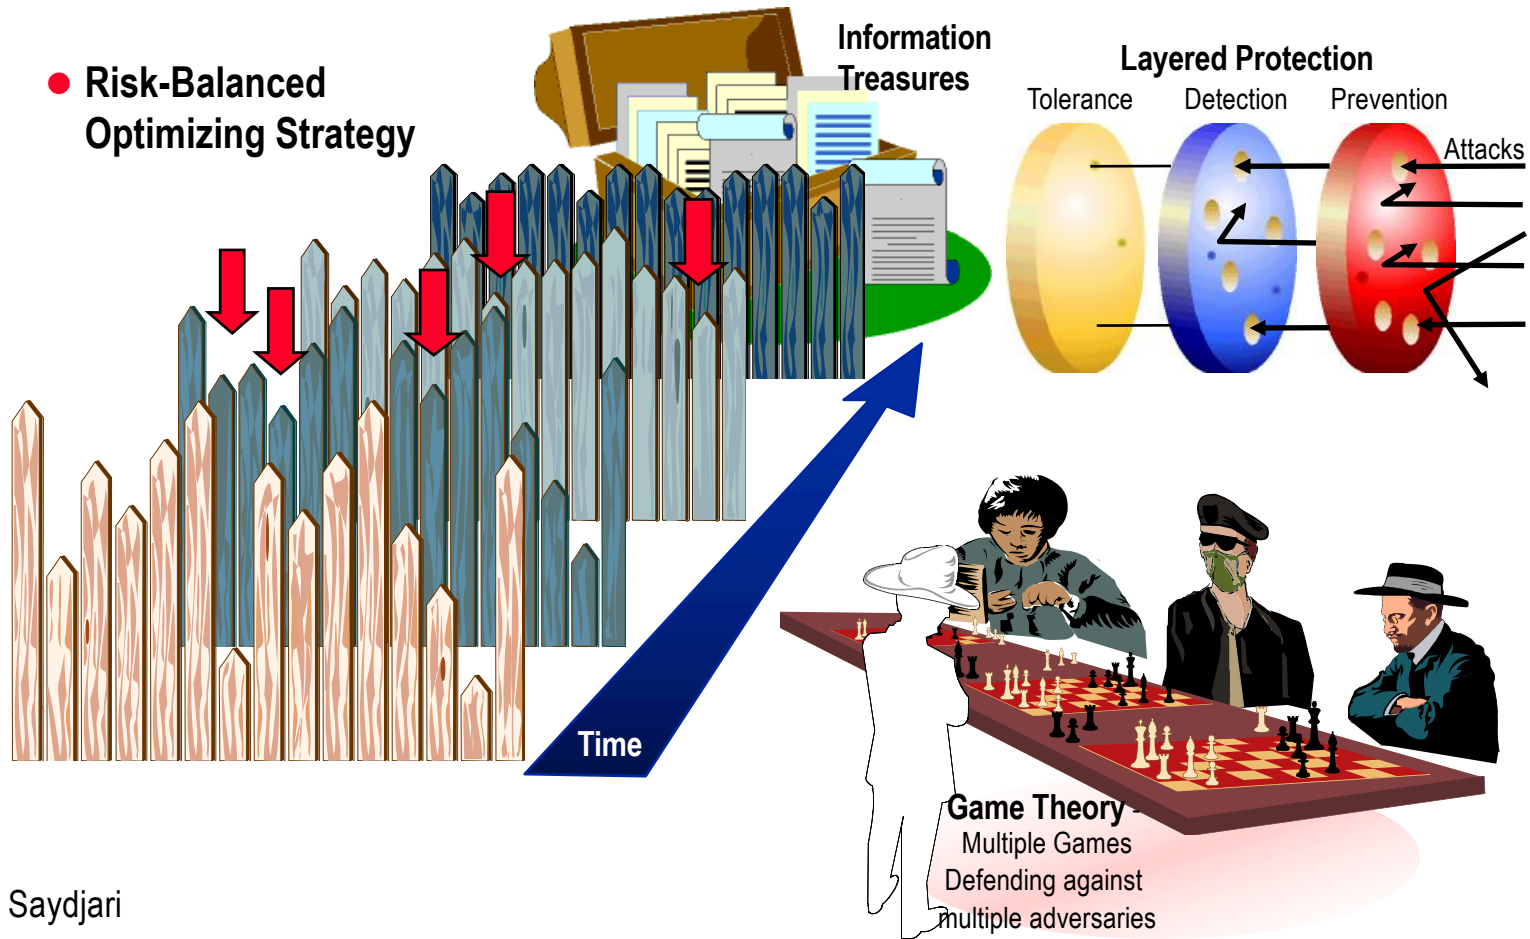 Risk-Balanced
Optimizing Strategy
Information
Treasures
Layered Protection
Tolerance
Detection
Prevention
Attacks
Time
Game Theory -
Multiple Games
Defending against
multiple adversaries
Saydjari